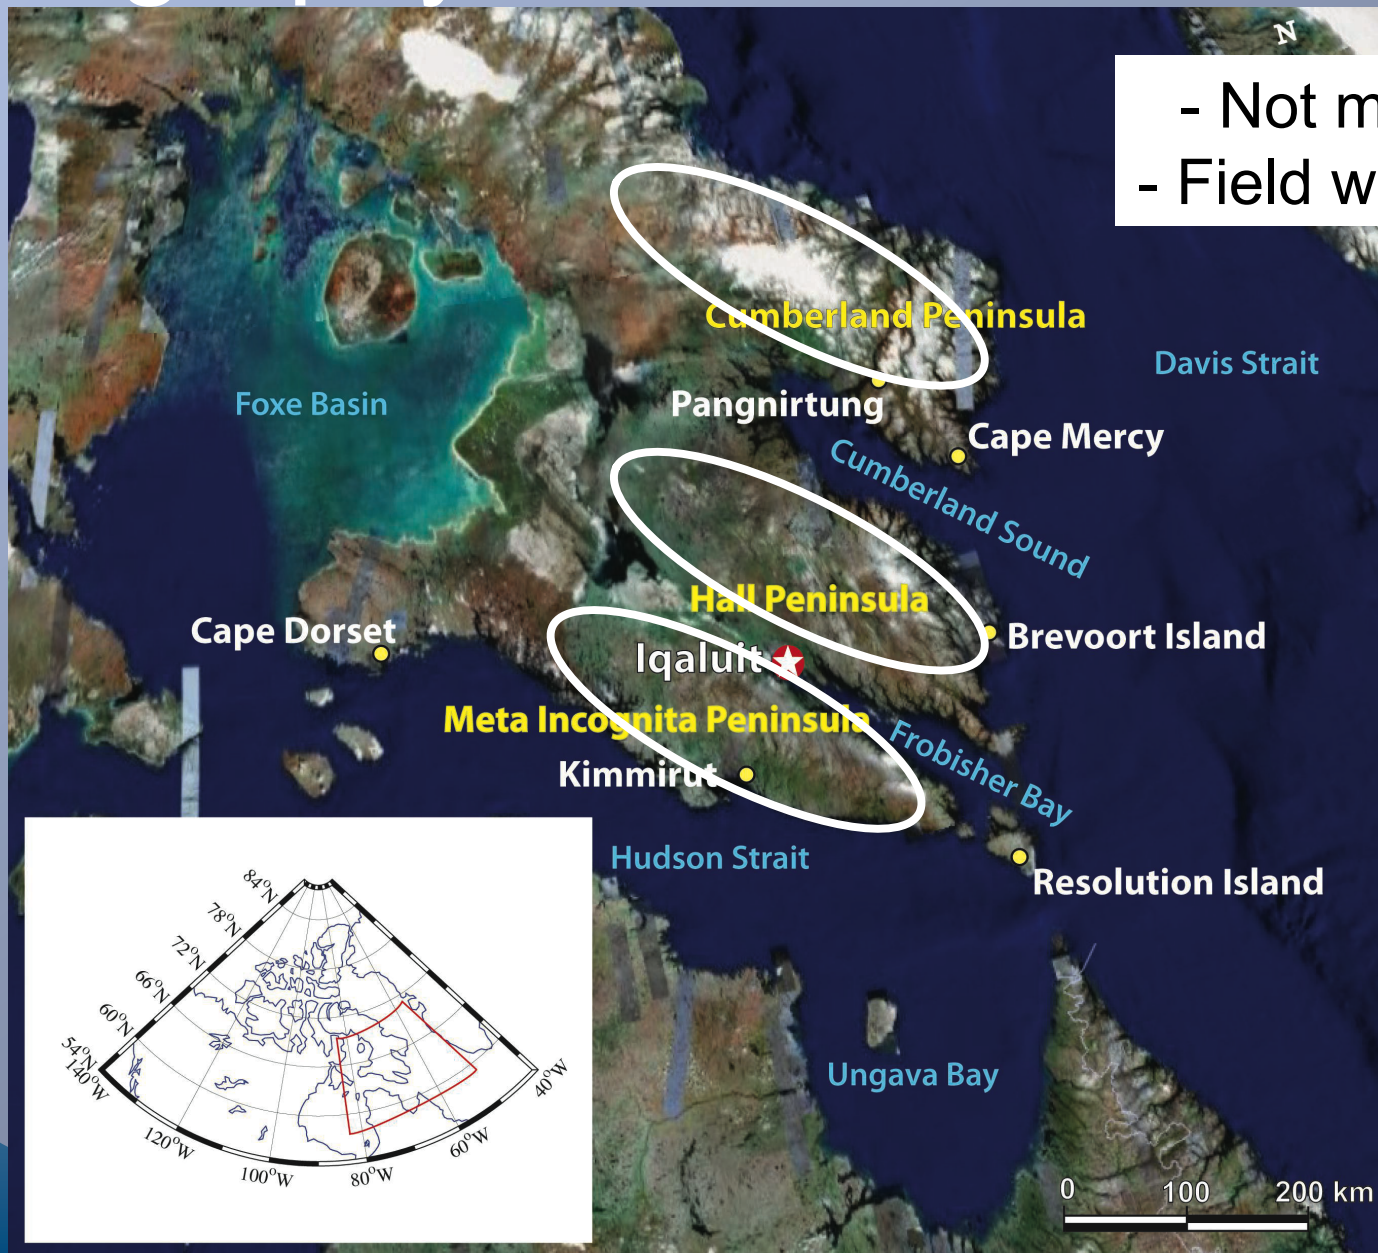 N
- Not m
- Field w
Cumberland Peninsula
Davis Strait
Foxe Basin
Pangnirtung
Cape Mercy
Cumberland Sound
Hall Peninsula
Cape Dorset
Brevoort Island
Iqaluit
Meta Incognita Peninsula
Frobisher Bay
Kimmirut
Hudson Strait
Resolution Island
84°N
78°N
72°N
66°N
60°N
54°N
140°W
120°W
100°W
80°W
60°W
40°W
Ungava Bay
0 100 200 km